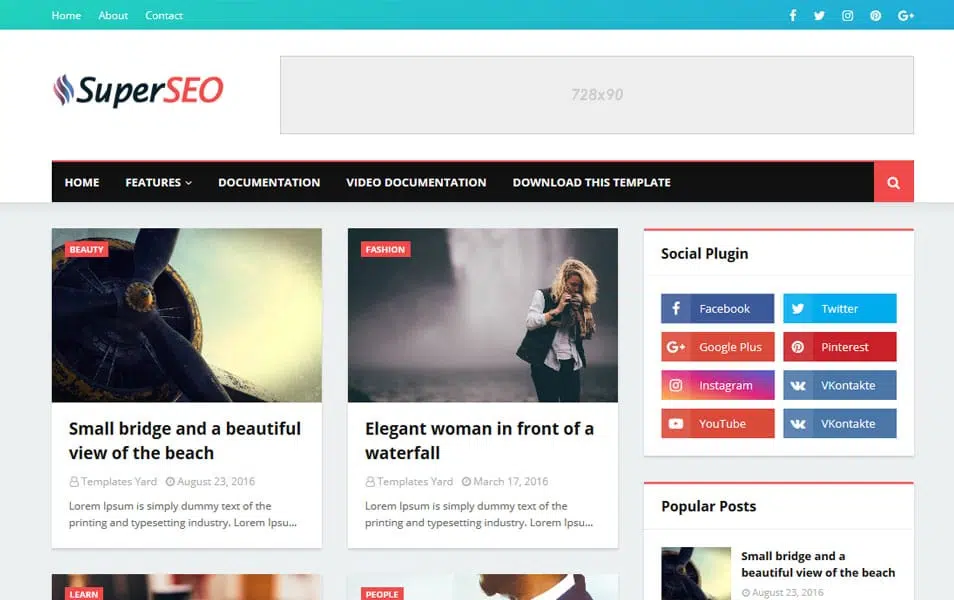 Home About Contact
SuperSEO
728x90
HOME FEATURES DOCUMENTATION VIDEO DOCUMENTATION DOWNLOAD THIS TEMPLATE
BEAUTY
Small bridge and a beautiful
view of the beach
Templates Yard August 23, 2016
Lorem Ipsum is simply dummy text of the
printing and typesetting industry. Lorem Ipsu...
FASHION
Elegant woman in front of a
waterfall
Templates Yard March 17, 2016
Lorem Ipsum is simply dummy text of the
printing and typesetting industry. Lorem Ipsu...
LEARN
PEOPLE
Social Plugin
Facebook Twitter
Google Plus Pinterest
Instagram VKontakte
YouTube VKontakte
Popular Posts
Small bridge and a
beautiful view of the beach
August 23, 2016